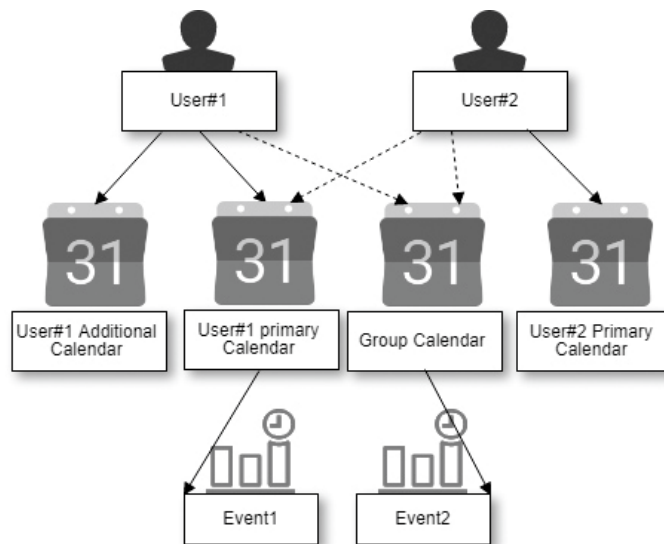 User#1
User#2
31
31
31
31
User#1 Additional
Calendar
User#1 primary
Calendar
Group Calendar
User#2 Primary
Calendar
Event1
Event2